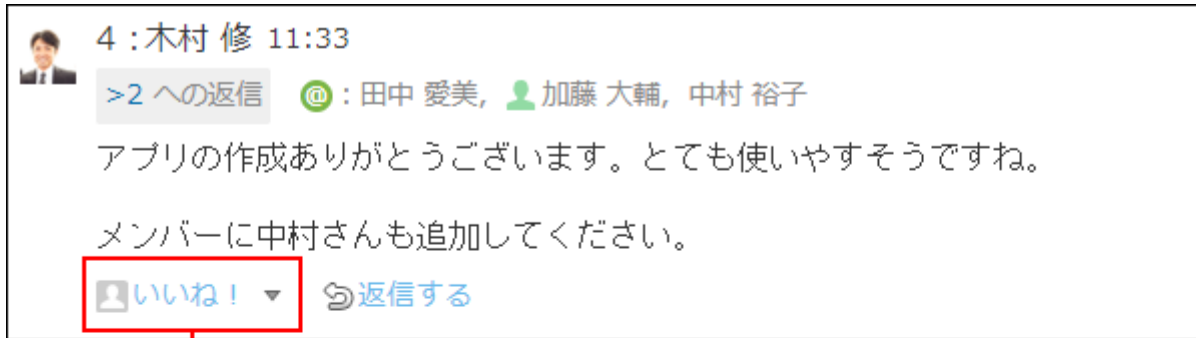 4 :木村 修 11:33
>2 への返信 @ : 田中 愛美, 加藤 大輔, 中村 裕子
アプリの作成ありがとうございます。とても使いやすそうですね。
メンバーに中村さんも追加してください。
いいね！ ▼ 返信する